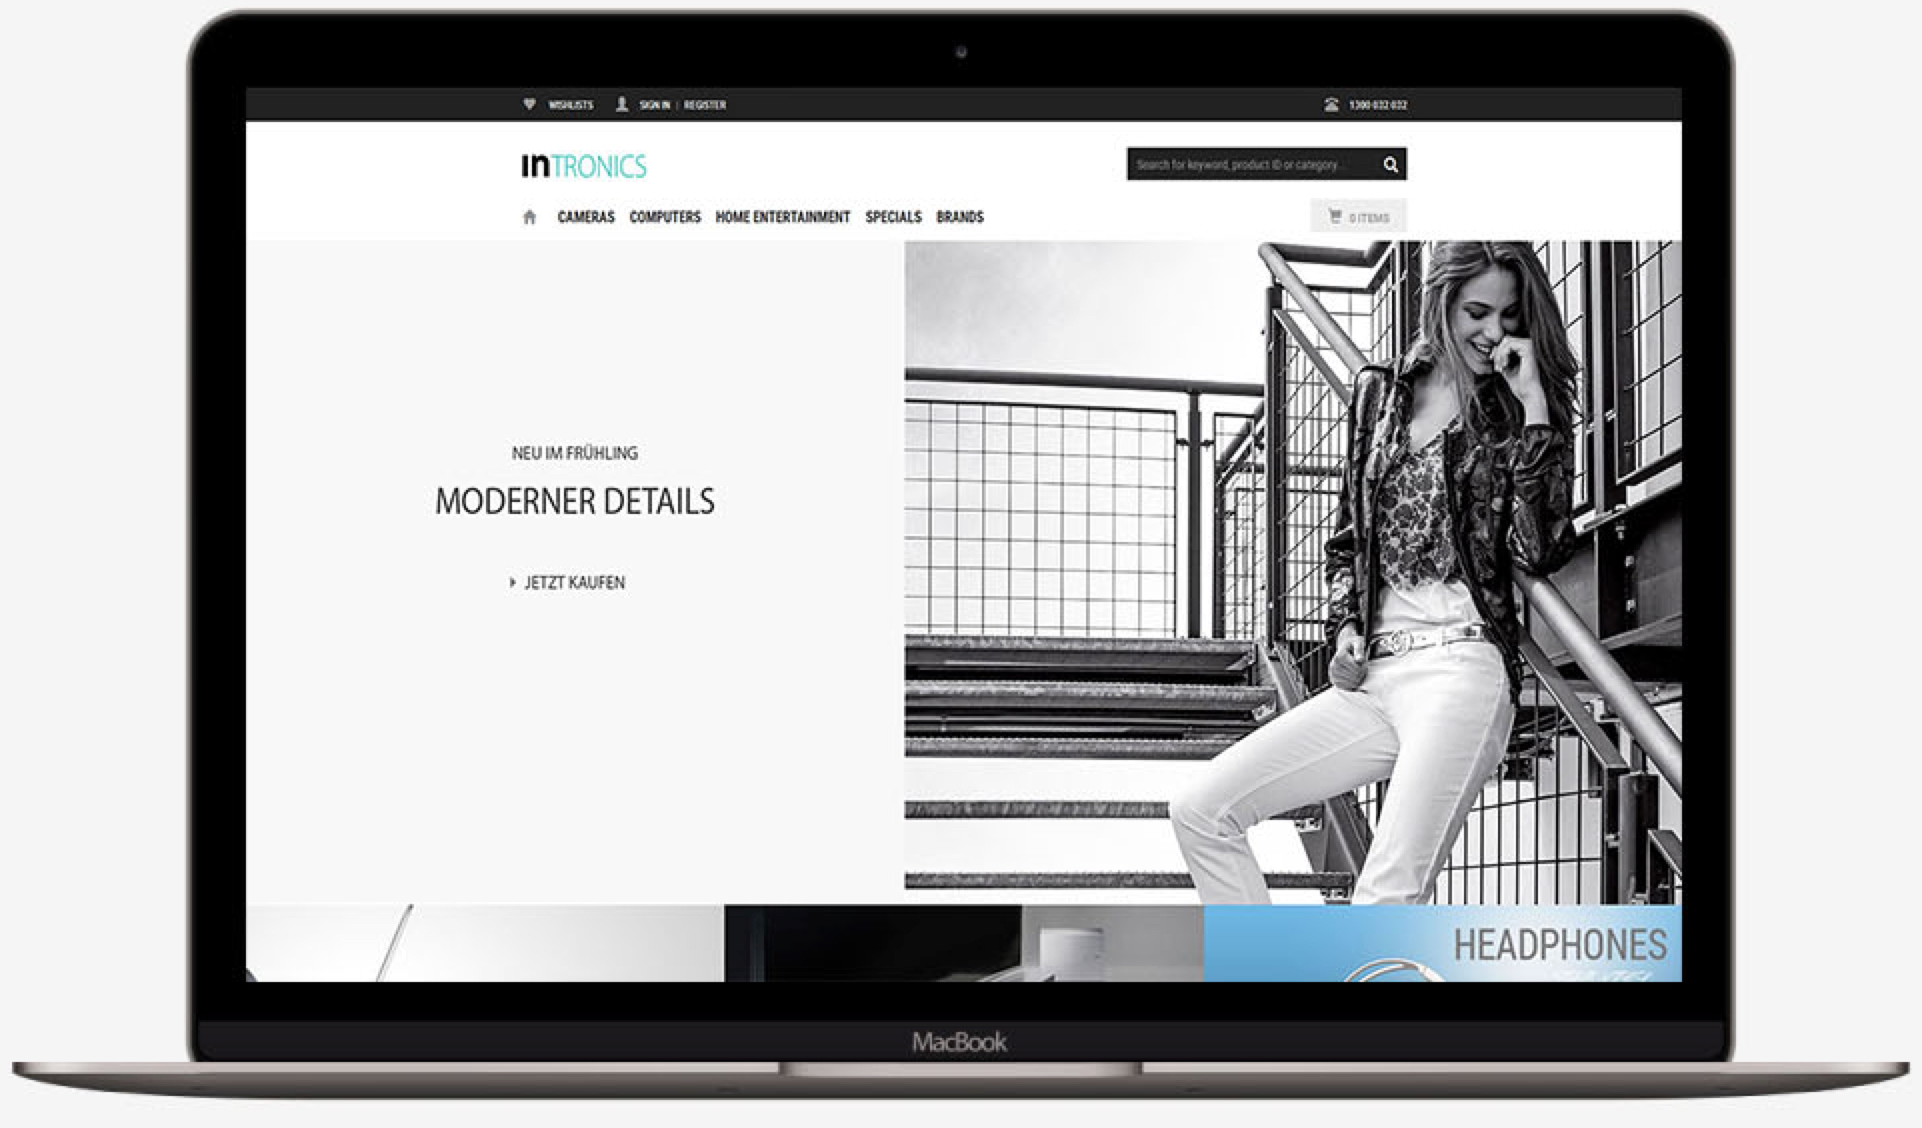 WISHLISTS SIGN IN | REGISTER 1300 032 032
inTRONICS
Search for keyword, product ID or category...
CAMERAS COMPUTERS HOME ENTERTAINMENT SPECIALS BRANDS
0 ITEMS
NEU IM FRÜHLING
MODERNER DETAILS
JETZT KAUFEN
HEADPHONES
MacBook